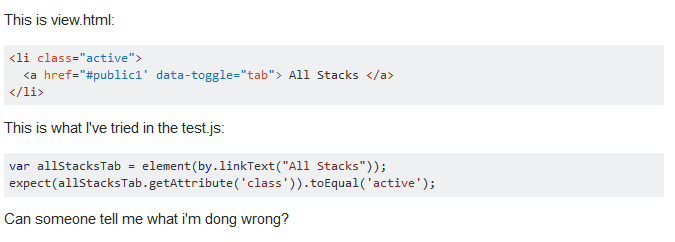 This is view.html:
<li class="active">
<a href="#public1' data-toggle="tab"> All Stacks </a>
</li>
This is what I've tried in the test.js:
var allStacksTab = element(by.linkText("All Stacks"));
expect(allStacksTab.getAttribute('class')).toEqual('active');
Can someone tell me what i'm dong wrong?